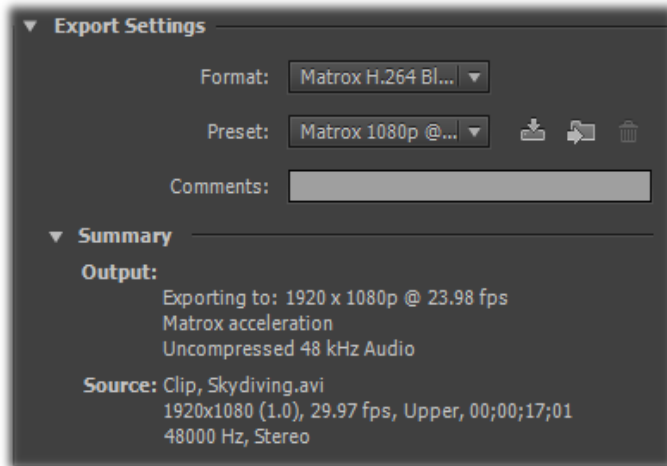 Export Settings
Format: Matrox H.264 Bl...
Preset: Matrox 1080p @...
Comments:
Summary
Output:
Exporting to: 1920 x 1080p @ 23.98 fps
Matrox acceleration
Uncompressed 48 kHz Audio
Source: Clip, Skydiving.avi
1920x1080 (1.0), 29.97 fps, Upper, 00;00;17;01
48000 Hz, Stereo